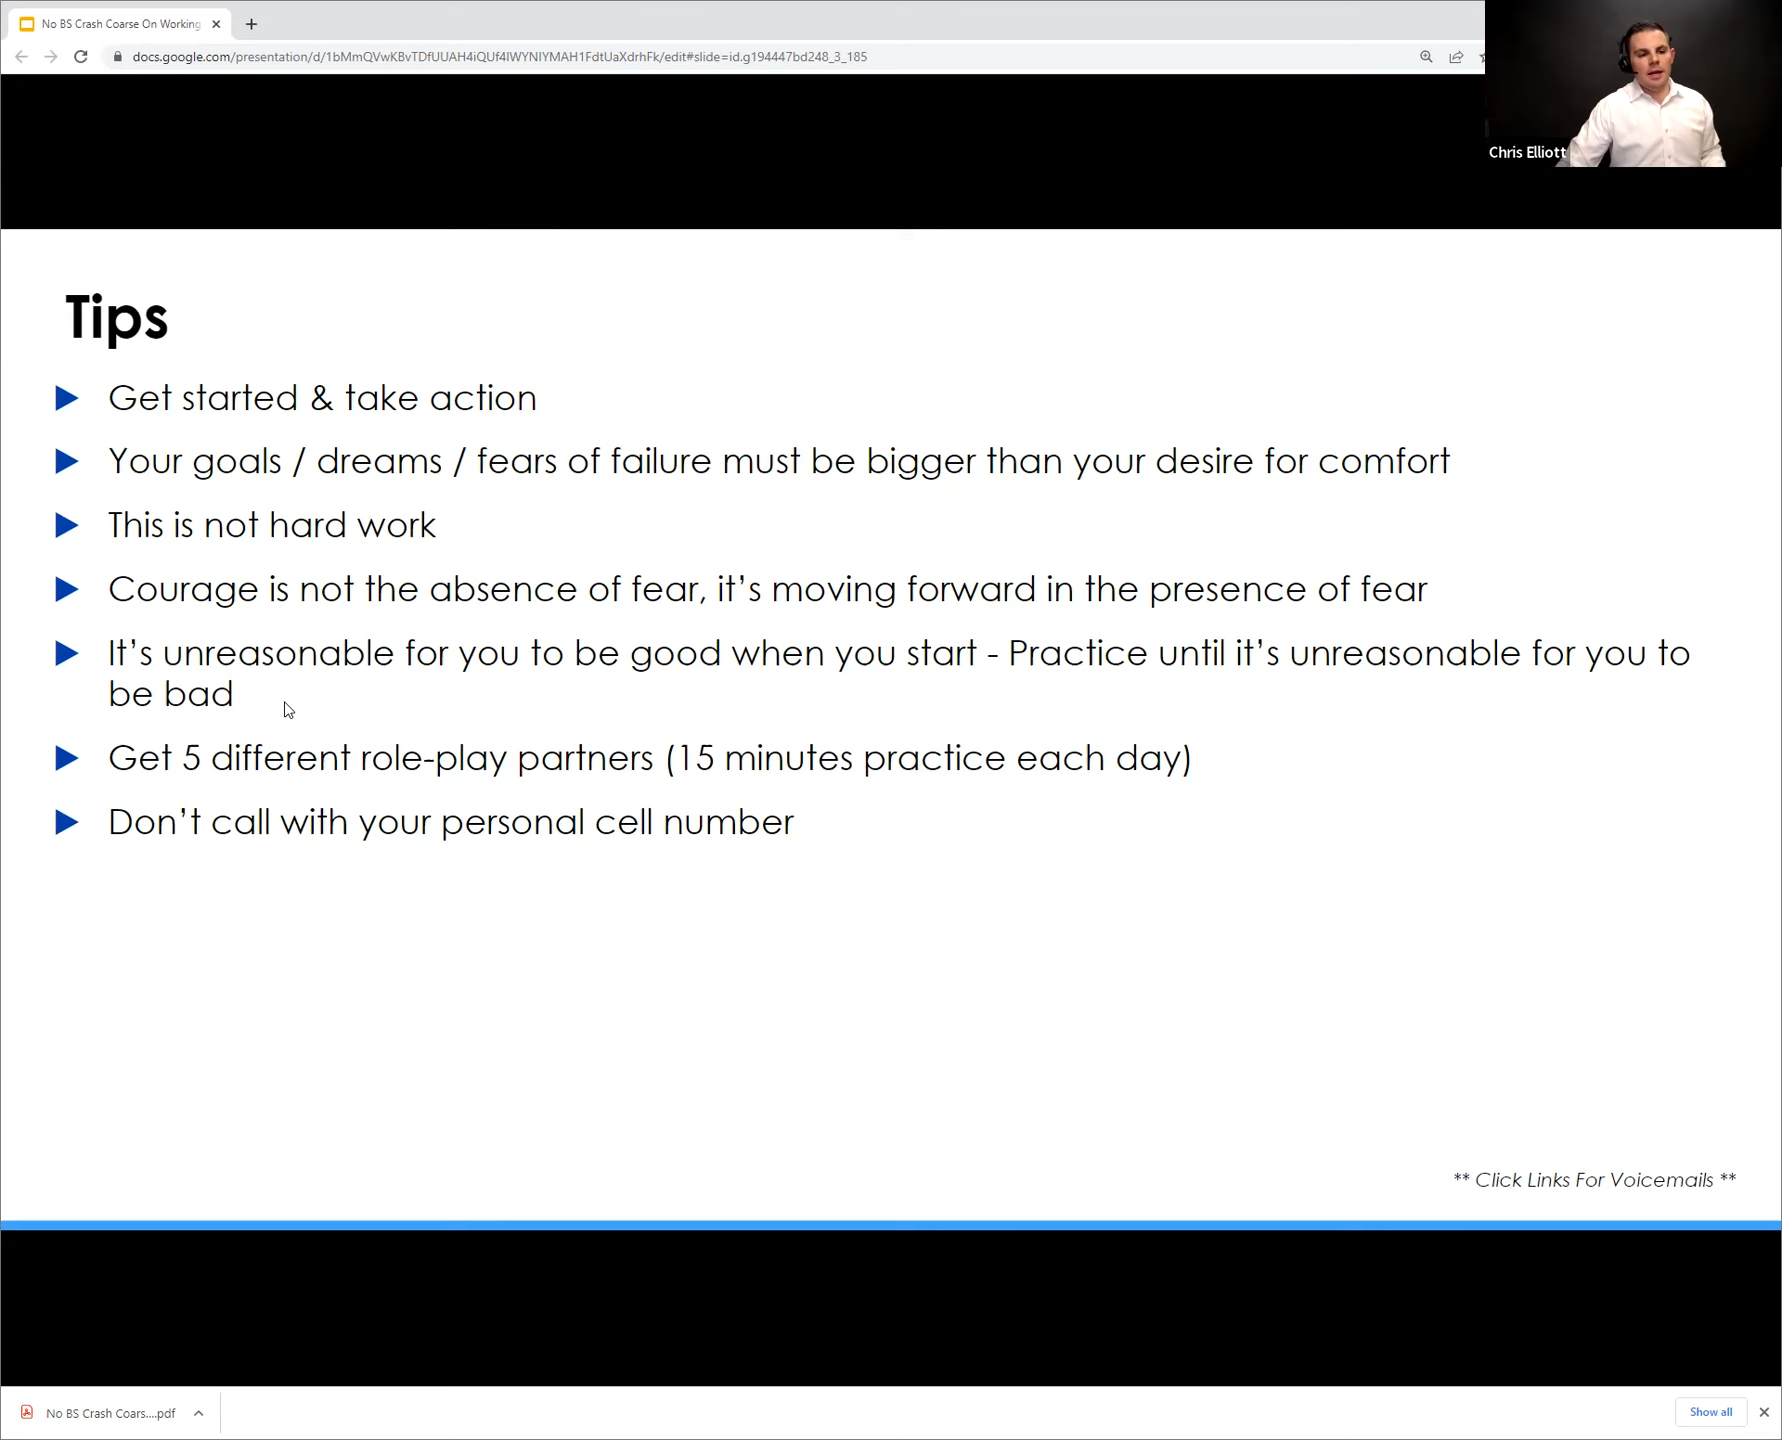 No BS Crash Coarse On Working
docs.google.com/presentation/d/1bMmQVwKBvTDfUUAH4iQUf4IWYNIYMAH1FdtUaXdrhFk/edit#slide=id.g194447bd248_3_185
Chris Elliott
Tips
Get started & take action
Your goals / dreams / fears of failure must be bigger than your desire for comfort
This is not hard work
Courage is not the absence of fear, it’s moving forward in the presence of fear
It’s unreasonable for you to be good when you start - Practice until it’s unreasonable for you to
be bad
Get 5 different role-play partners (15 minutes practice each day)
Don’t call with your personal cell number
** Click Links For Voicemails **
No BS Crash Coars....pdf
Show all